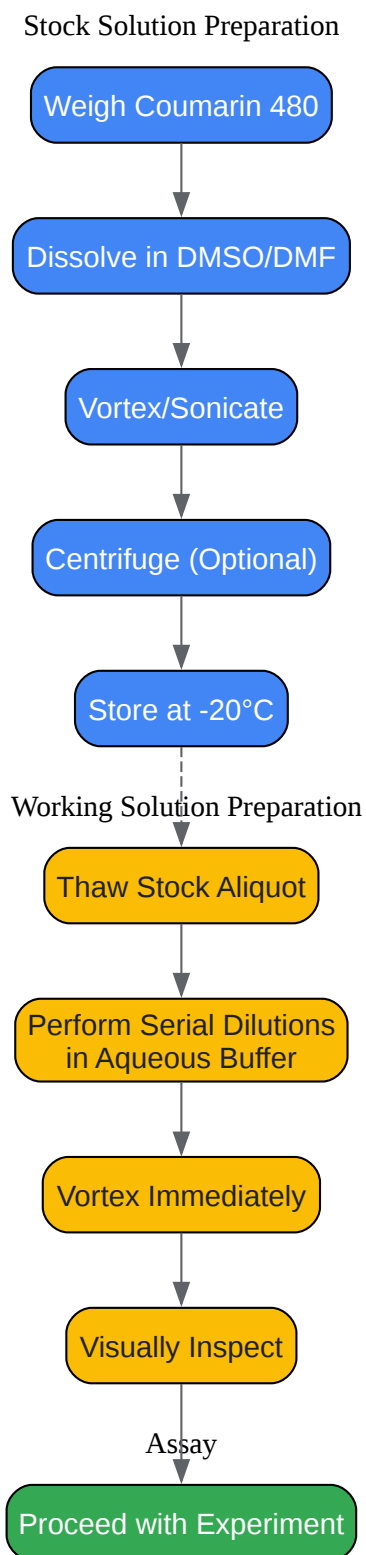 Stock Solution Preparation
Weigh Coumarin 480
Dissolve in DMSO/DMF
Vortex/Sonicate
Centrifuge (Optional)
Store at -20°C
Working Solution Preparation
Thaw Stock Aliquot
Perform Serial Dilutions
in Aqueous Buffer
Vortex Immediately
Visually Inspect
Assay
Proceed with Experiment